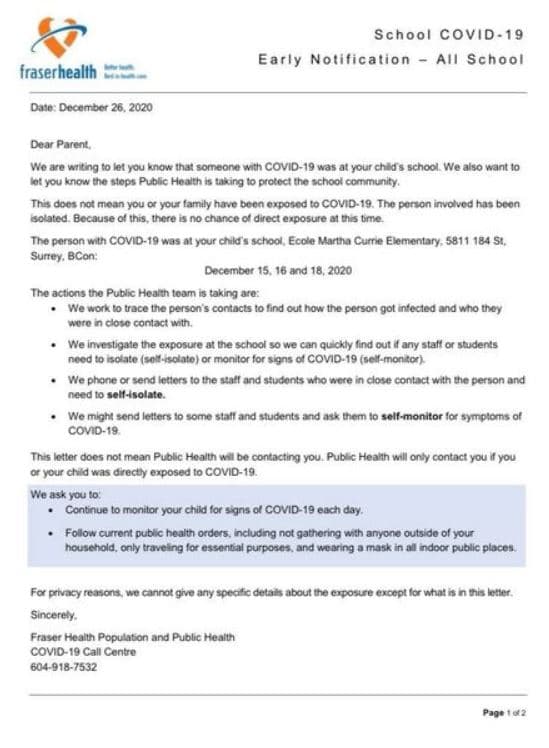 School COVID-19
Early Notification – All School
fraserhealth
Better health.
Best in health care.
Date: December 26, 2020
Dear Parent,
We are writing to let you know that someone with COVID-19 was at your child's school. We also want to
let you know the steps Public Health is taking to protect the school community.
This does not mean you or your family have been exposed to COVID-19. The person involved has been
isolated. Because of this, there is no chance of direct exposure at this time.
The person with COVID-19 was at your child's school, Ecole Martha Currie Elementary, 5811 184 St,
Surrey, BCon:
December 15, 16 and 18, 2020
The actions the Public Health team is taking are:
• We work to trace the person's contacts to find out how the person got infected and who they
were in close contact with.
• We investigate the exposure at the school so we can quickly find out if any staff or students
need to isolate (self-isolate) or monitor for signs of COVID-19 (self-monitor).
• We phone or send letters to the staff and students who were in close contact with the person and
need to self-isolate.
• We might send letters to some staff and students and ask them to self-monitor for symptoms of
COVID-19.
This letter does not mean Public Health will be contacting you. Public Health will only contact you if you
or your child was directly exposed to COVID-19.
We ask you to:
• Continue to monitor your child for signs of COVID-19 each day.
• Follow current public health orders, including not gathering with anyone outside of your
household, only traveling for essential purposes, and wearing a mask in all indoor public places.
For privacy reasons, we cannot give any specific details about the exposure except for what is in this letter.
Sincerely,
Fraser Health Population and Public Health
COVID-19 Call Centre
604-918-7532
Page 1 of 2